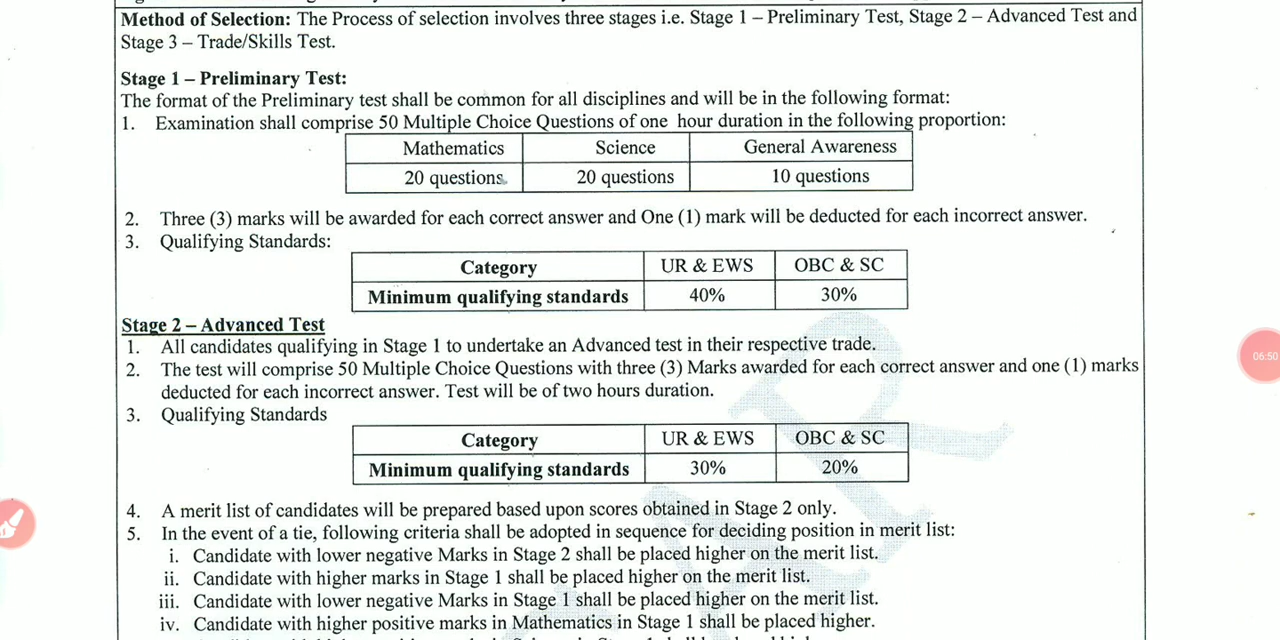 Method of Selection: The Process of selection involves three stages i.e. Stage 1 – Preliminary Test, Stage 2 – Advanced Test and
Stage 3 – Trade/Skills Test.
Stage 1 – Preliminary Test:
The format of the Preliminary test shall be common for all disciplines and will be in the following format:
1. Examination shall comprise 50 Multiple Choice Questions of one hour duration in the following proportion:
Mathematics Science General Awareness
20 questions 20 questions 10 questions
2. Three (3) marks will be awarded for each correct answer and One (1) mark will be deducted for each incorrect answer.
3. Qualifying Standards:
Category UR & EWS OBC & SC
Minimum qualifying standards 40% 30%
Stage 2 – Advanced Test
1. All candidates qualifying in Stage 1 to undertake an Advanced test in their respective trade.
06:50
2. The test will comprise 50 Multiple Choice Questions with three (3) Marks awarded for each correct answer and one (1) marks
deducted for each incorrect answer. Test will be of two hours duration.
3. Qualifying Standards
Category UR & EWS OBC & SC
Minimum qualifying standards 30% 20%
4. A merit list of candidates will be prepared based upon scores obtained in Stage 2 only.
5. In the event of a tie, following criteria shall be adopted in sequence for deciding position in merit list:
i. Candidate with lower negative Marks in Stage 2 shall be placed higher on the merit list.
ii. Candidate with higher marks in Stage 1 shall be placed higher on the merit list.
iii. Candidate with lower negative Marks in Stage 1 shall be placed higher on the merit list.
iv. Candidate with higher positive marks in Mathematics in Stage 1 shall be placed higher.